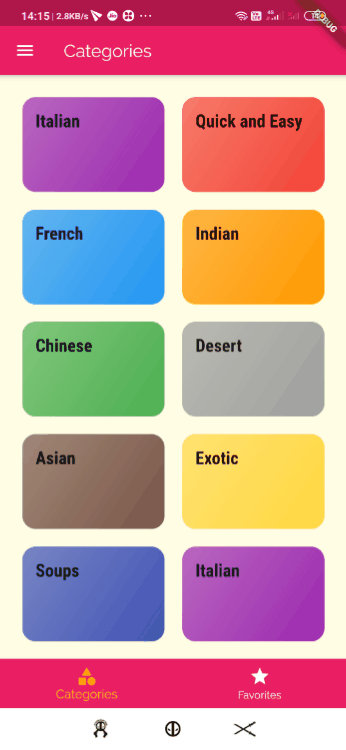 14:15 | 2.8KB/s ...
DEBUG
Categories
Italian
Quick and Easy
French
Indian
Chinese
Desert
Asian
Exotic
Soups
Italian
Categories
Favorites